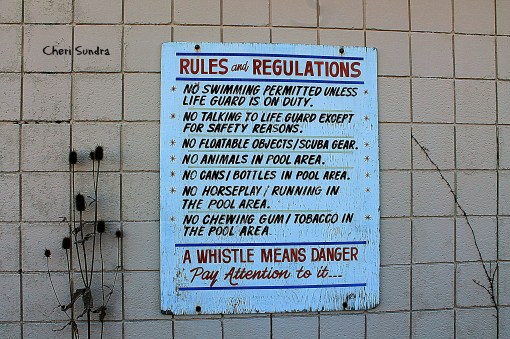 Cheri Sundra
RULES and REGULATIONS
* NO SWIMMING PERMITTED UNLESS *
LIFE GUARD IS ON DUTY.
* NO TALKING TO LIFE GUARD EXCEPT *
FOR SAFETY REASONS.
* NO FLOATABLE OBJECTS/SCUBA GEAR. *
* NO ANIMALS IN POOL AREA. *
* NO CANS/BOTTLES IN POOL AREA. *
* NO HORSEPLAY/RUNNING IN *
THE POOL AREA.
* NO CHEWING GUM/TOBACCO IN *
THE POOL AREA
A WHISTLE MEANS DANGER
Pay Attention to it...